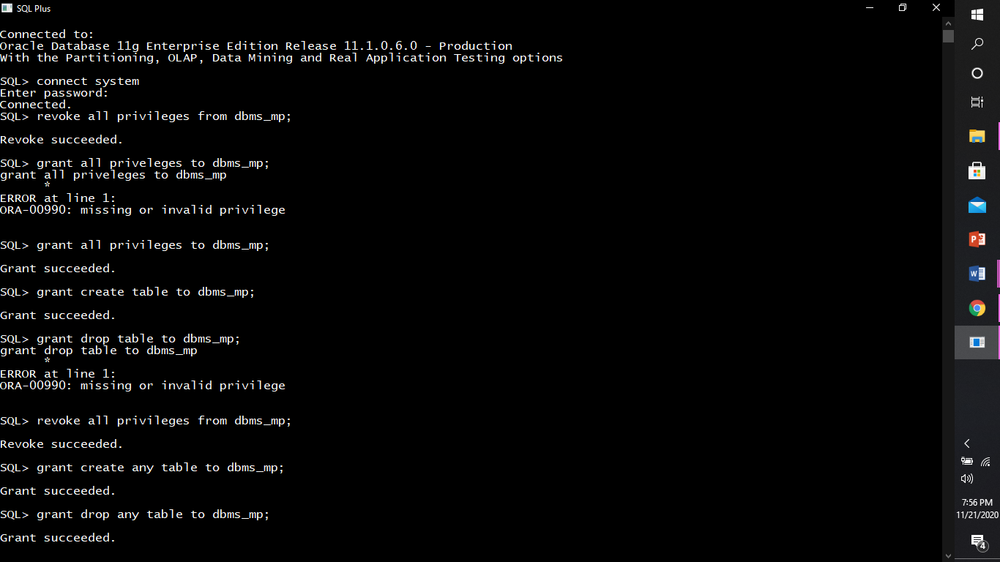 SQL Plus
Connected to:
Oracle Database 11g Enterprise Edition Release 11.1.0.6.0 - Production
With the Partitioning, OLAP, Data Mining and Real Application Testing options
SQL> connect system
Enter password:
Connected.
SQL> revoke all privileges from dbms_mp;
Revoke succeeded.
SQL> grant all priveleges to dbms_mp;
grant all priveleges to dbms_mp
*
ERROR at line 1:
ORA-00990: missing or invalid privilege
SQL> grant all privileges to dbms_mp;
Grant succeeded.
SQL> grant create table to dbms_mp;
Grant succeeded.
SQL> grant drop table to dbms_mp;
grant drop table to dbms_mp
*
ERROR at line 1:
ORA-00990: missing or invalid privilege
SQL> revoke all privileges from dbms_mp;
Revoke succeeded.
SQL> grant create any table to dbms_mp;
Grant succeeded.
SQL> grant drop any table to dbms_mp;
Grant succeeded.
P
W
7:56 PM
11/21/2020
4